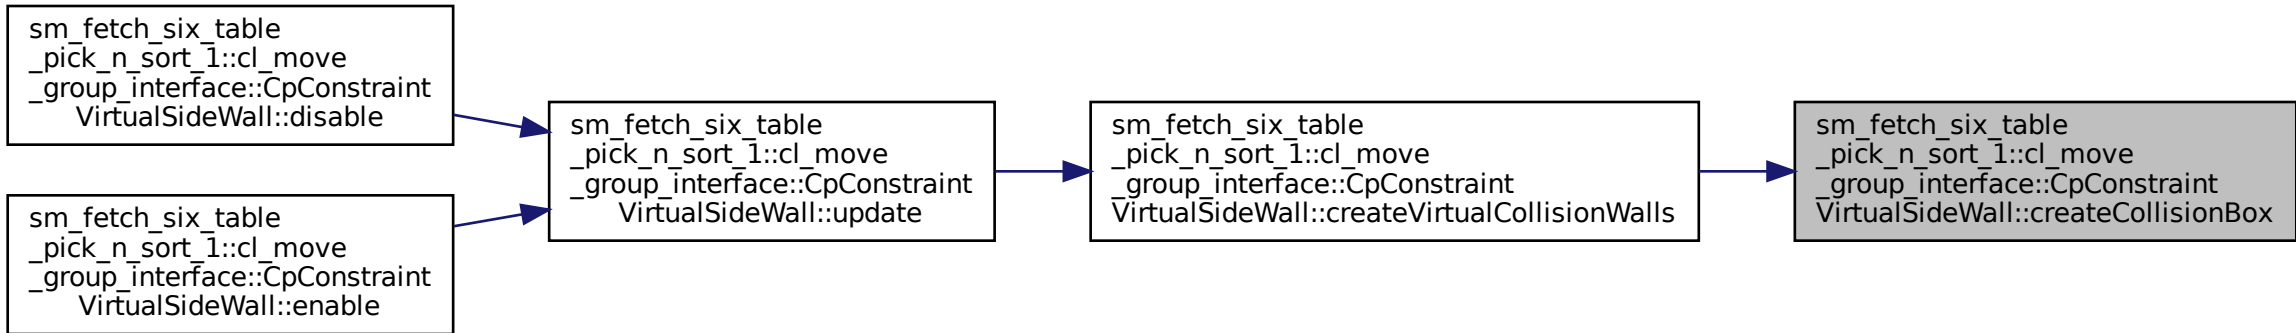 sm_fetch_six_table
_pick_n_sort_1::cl_move
_group_interface::CpConstraint
VirtualSideWall::disable
sm_fetch_six_table
_pick_n_sort_1::cl_move
_group_interface::CpConstraint
VirtualSideWall::enable
sm_fetch_six_table
_pick_n_sort_1::cl_move
_group_interface::CpConstraint
VirtualSideWall::update
sm_fetch_six_table
_pick_n_sort_1::cl_move
_group_interface::CpConstraint
VirtualSideWall::createVirtualCollisionWalls
sm_fetch_six_table
_pick_n_sort_1::cl_move
_group_interface::CpConstraint
VirtualSideWall::createCollisionBox